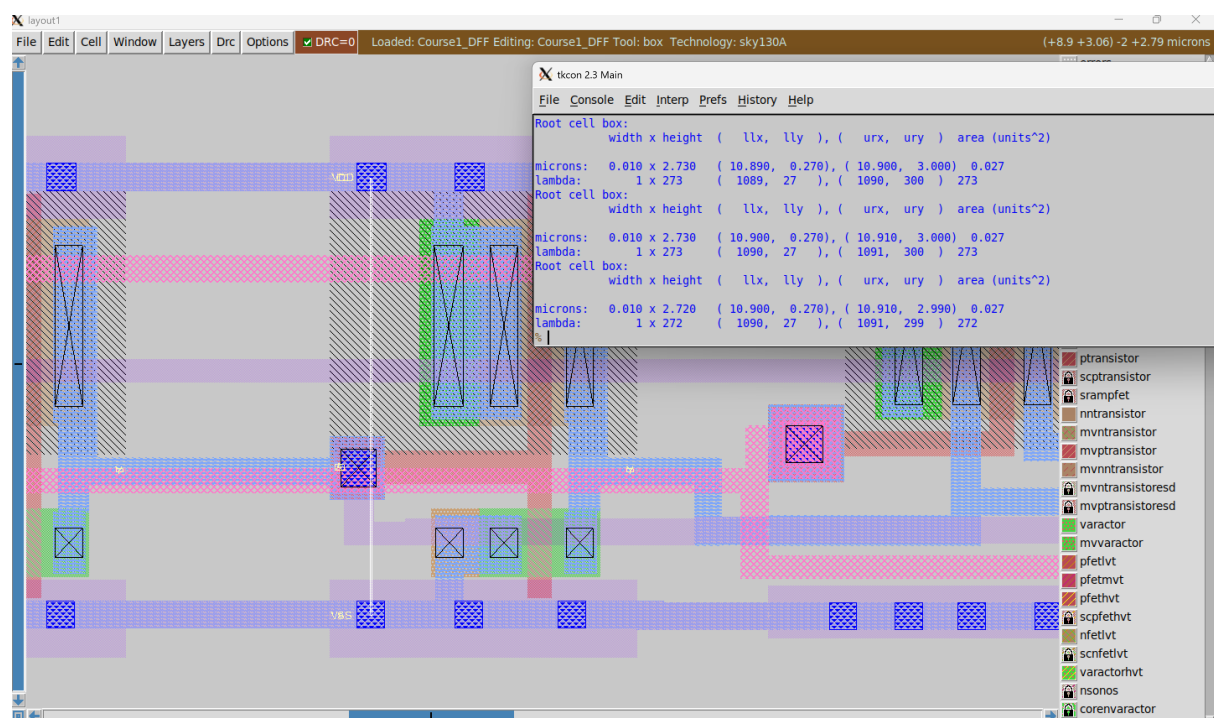 layout1
File Edit Cell Window Layers Drc Options DRC=0 Loaded: Course1_DFF Editing: Course1_DFF Tool: box Technology: sky130A (+8.9 +3.06) -2 +2.79 microns
tkcon 2.3 Main
File Console Edit Interp Prefs History Help
Root cell box:
width x height ( llx, lly ), ( urx, ury ) area (units^2)
microns: 0.010 x 2.730 ( 10.890, 0.270), ( 10.900, 3.000) 0.027
lambda: 1 x 273 ( 1089, 27 ), ( 1090, 300 ) 273
Root cell box:
width x height ( llx, lly ), ( urx, ury ) area (units^2)
microns: 0.010 x 2.730 ( 10.900, 0.270), ( 10.910, 3.000) 0.027
lambda: 1 x 273 ( 1090, 27 ), ( 1091, 300 ) 273
Root cell box:
width x height ( llx, lly ), ( urx, ury ) area (units^2)
microns: 0.010 x 2.720 ( 10.900, 0.270), ( 10.910, 2.990) 0.027
lambda: 1 x 272 ( 1090, 27 ), ( 1091, 299 ) 272
%
VDD
VSS
ptransistor
scptransistor
srampfet
nntransistor
mvntransistor
mvptransistor
mvnntransistor
mvntransistoresd
mvptransistoresd
varactor
mvvaractor
pfetlvt
pfetmvt
pfethvt
scpfethvt
nfetlvt
scnfetlvt
varactorhvt
nsonos
corenvaractor